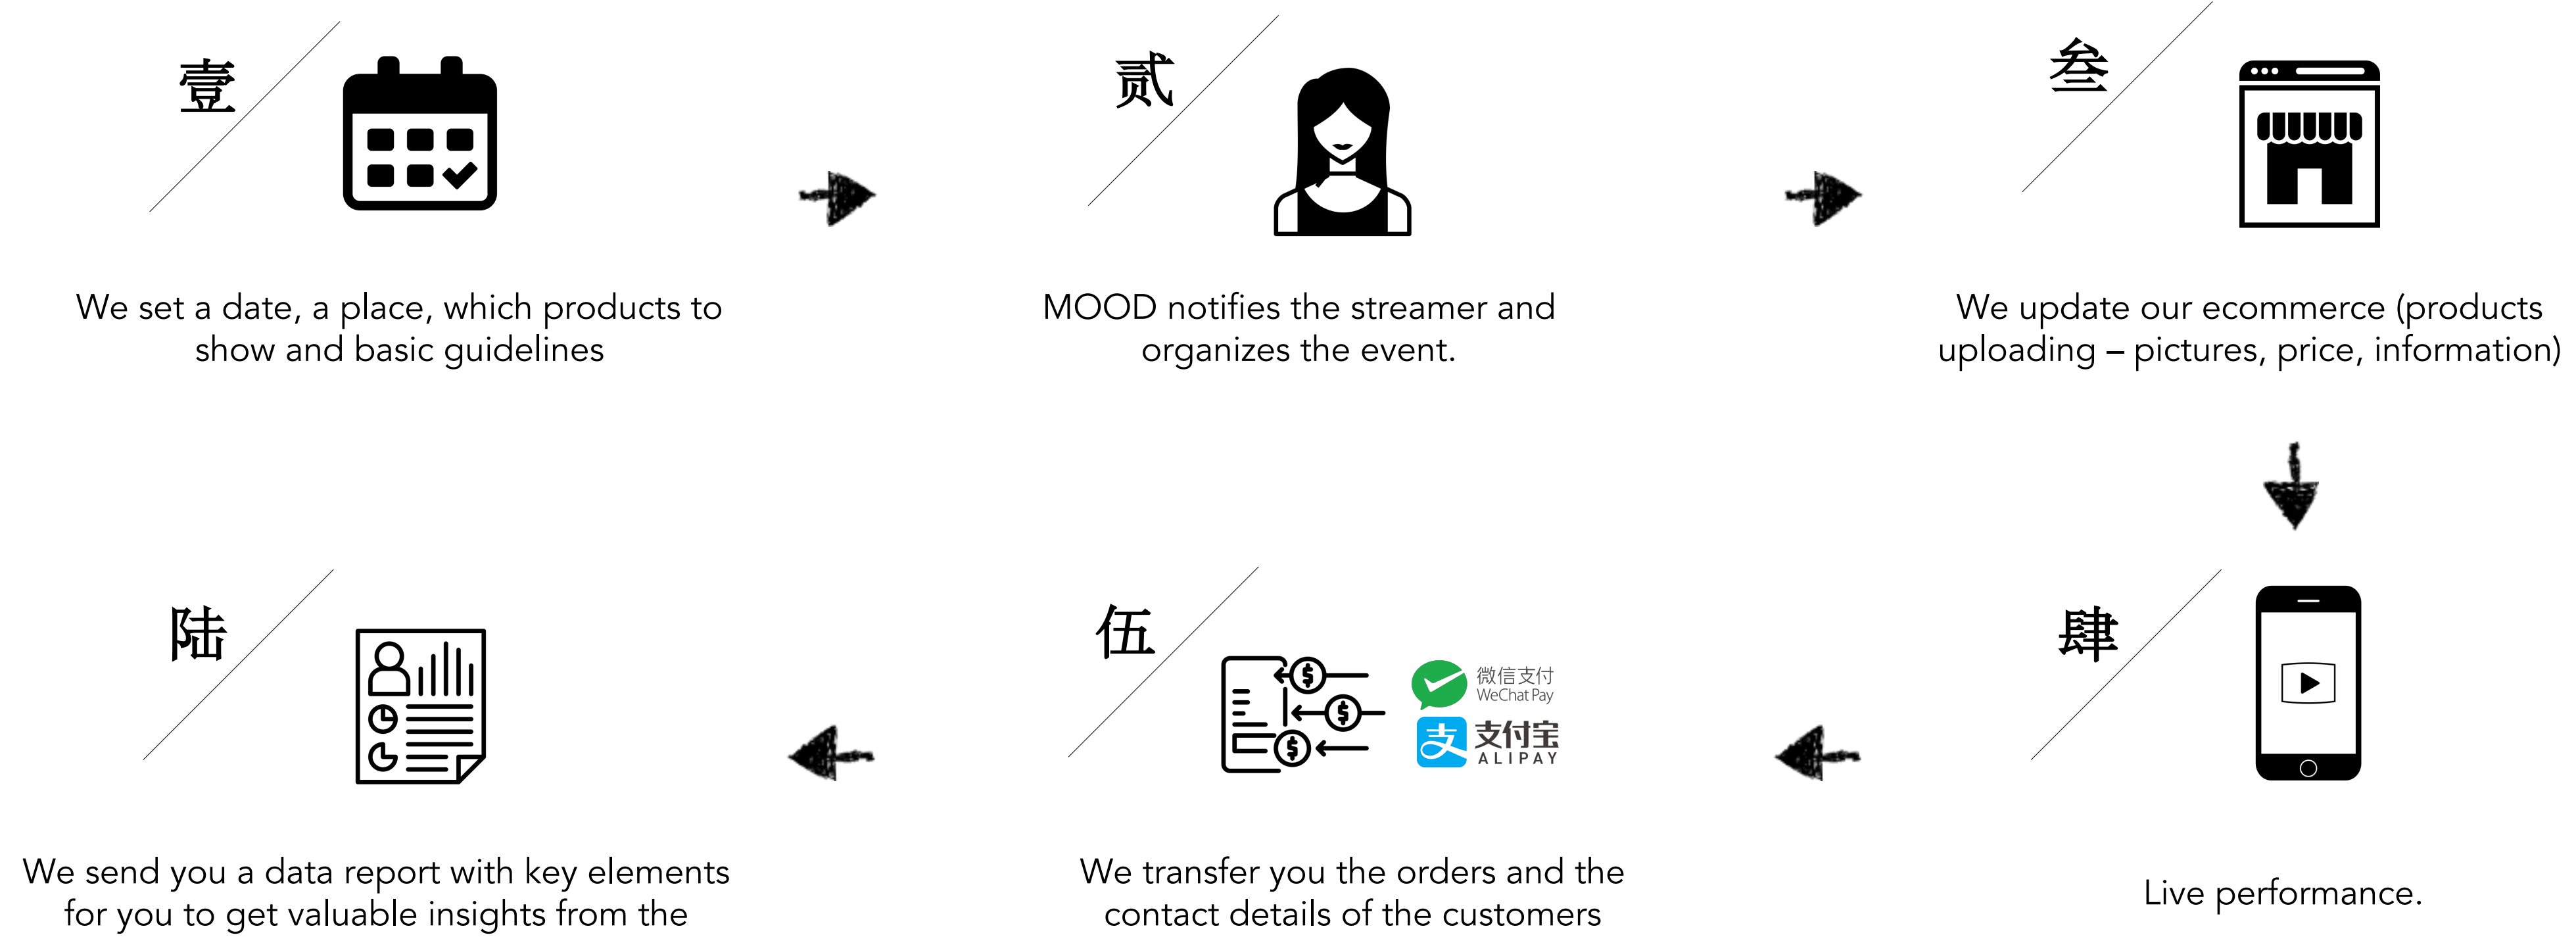 壹
We set a date, a place, which products to
show and basic guidelines
贰
MOOD notifies the streamer and
organizes the event.
叁
We update our ecommerce (products
uploading – pictures, price, information)
肆
Live performance.
伍
微信支付
WeChat Pay
支付宝
ALIPAY
We transfer you the orders and the
contact details of the customers
陆
We send you a data report with key elements
for you to get valuable insights from the